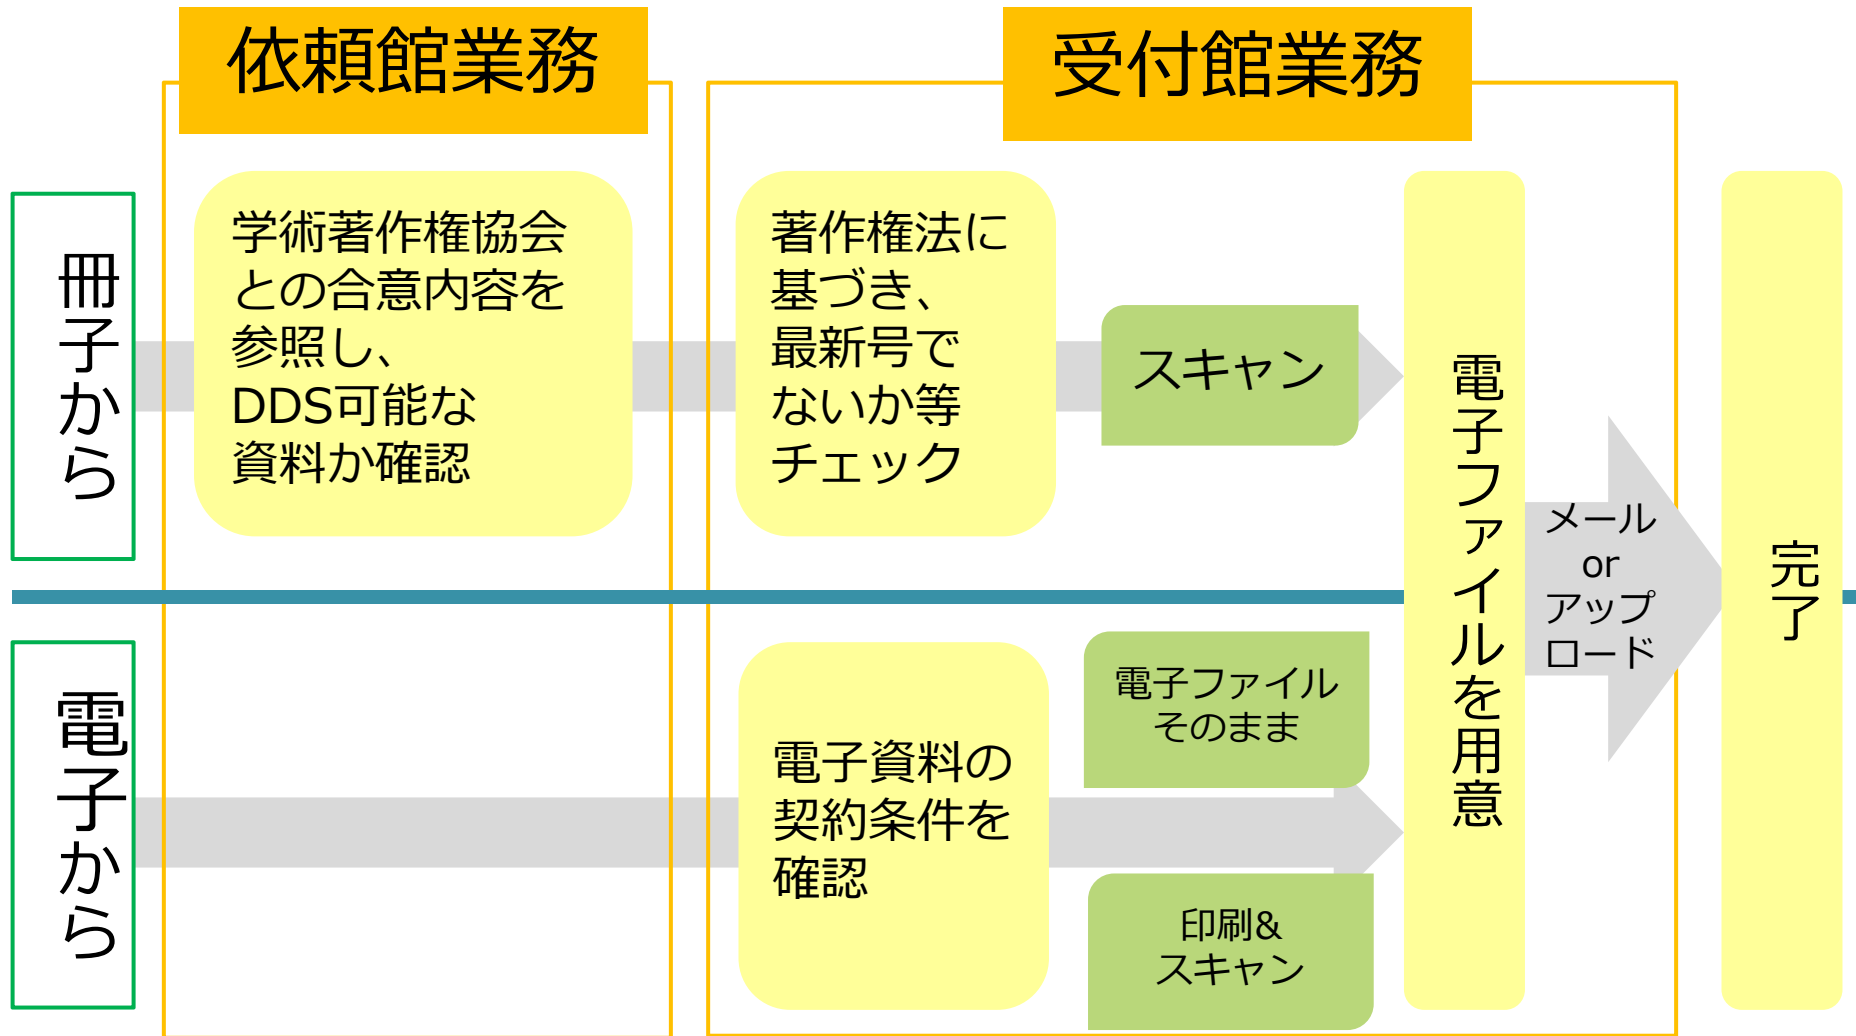 依頼館業務
受付館業務
冊子から
学術著作権協会
との合意内容を
参照し、
DDS可能な
資料か確認
著作権法に
基づき、
最新号で
ないか等
チェック
スキャン
電子ファイルを用意
メール
or
アップ
ロード
完了
電子から
電子資料の
契約条件を
確認
電子ファイル
そのまま
印刷&
スキャン